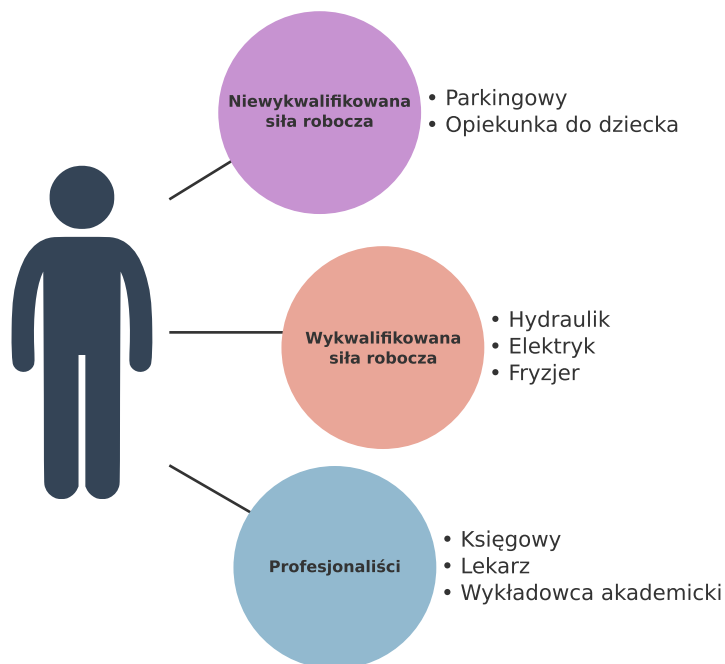 Niewykwalifikowana
siła robocza
• Parkingowy
• Opiekunka do dziecka
Wykwalifikowana
siła robocza
• Hydraulik
• Elektryk
• Fryzjer
Profesjonaliści
• Księgowy
• Lekarz
• Wykładowca akademicki